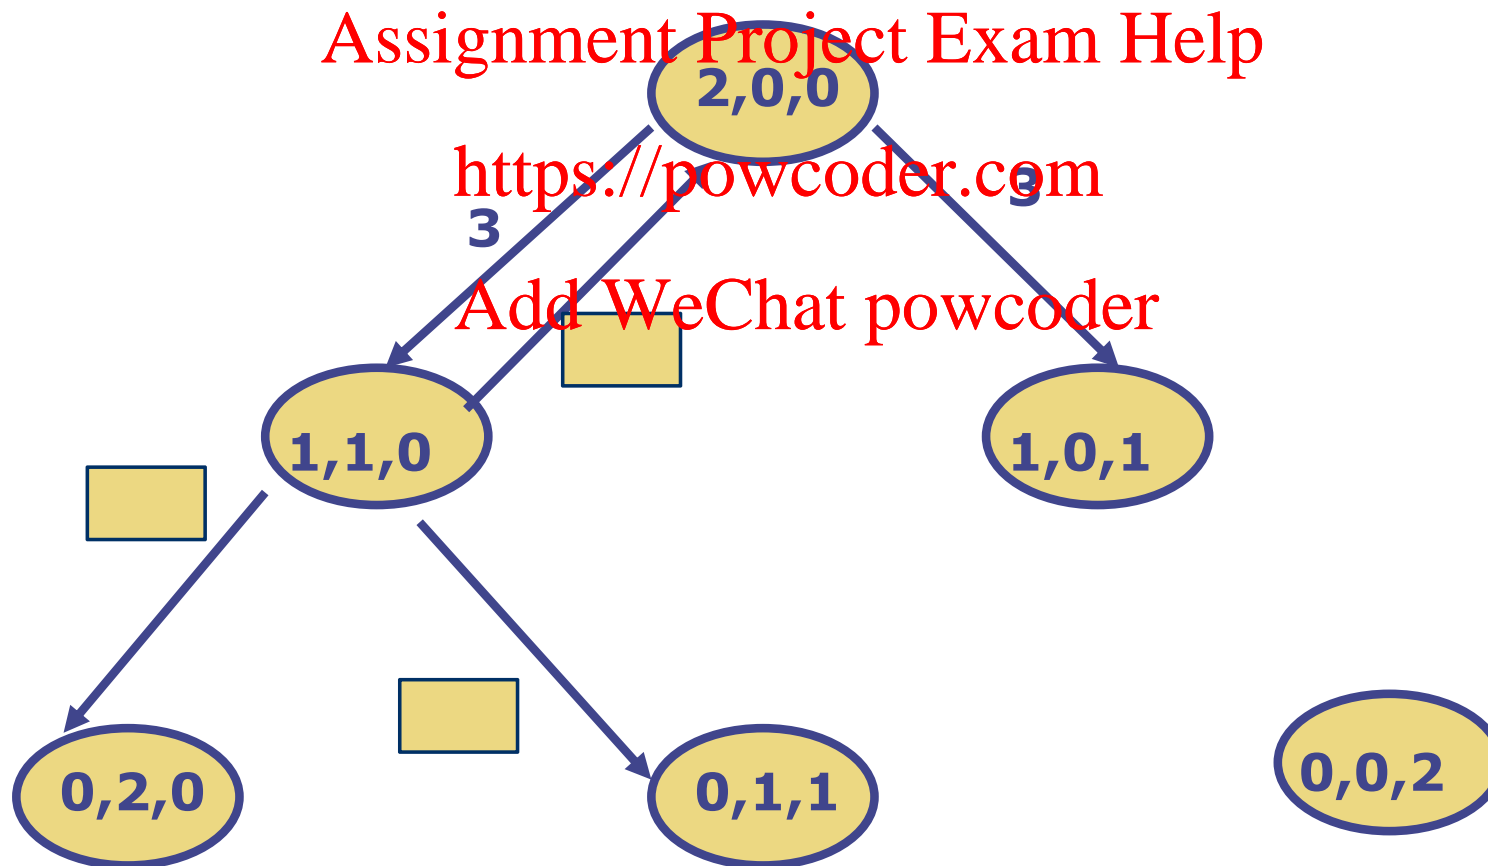 Assignment Project Exam Help
2,0,0
https://powcoder.com
3
3
Add WeChat powcoder
1,1,0
1,0,1
0,2,0
0,1,1
0,0,2